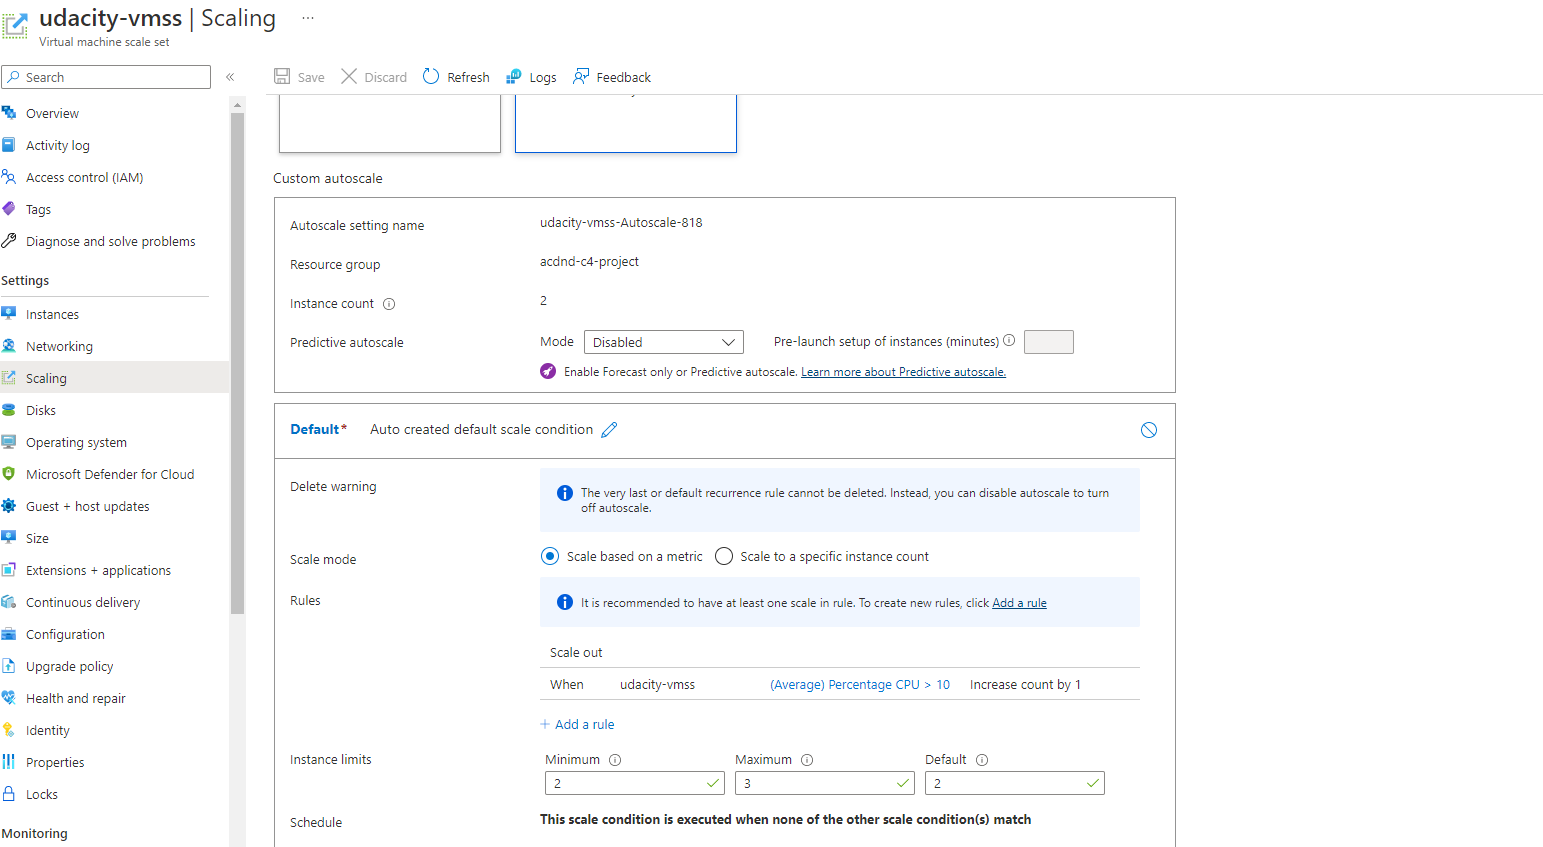 udacity-vmss | Scaling ...
Virtual machine scale set
Search
«
Save Discard Refresh Logs Feedback
Overview
Activity log
Access control (IAM)
Tags
Diagnose and solve problems
Settings
Instances
Networking
Scaling
Disks
Operating system
Microsoft Defender for Cloud
Guest + host updates
Size
Extensions + applications
Continuous delivery
Configuration
Upgrade policy
Health and repair
Identity
Properties
Locks
Monitoring
Custom autoscale
Autoscale setting name udacity-vmss-Autoscale-818
Resource group acdnd-c4-project
Instance count 2
Predictive autoscale Mode Disabled Pre-launch setup of instances (minutes)
Enable Forecast only or Predictive autoscale. Learn more about Predictive autoscale.
Default* Auto created default scale condition
Delete warning
The very last or default recurrence rule cannot be deleted. Instead, you can disable autoscale to turn
off autoscale.
Scale mode Scale based on a metric Scale to a specific instance count
Rules It is recommended to have at least one scale in rule. To create new rules, click Add a rule
Scale out
When udacity-vmss (Average) Percentage CPU > 10 Increase count by 1
+ Add a rule
Instance limits Minimum Maximum Default
2 3 2
Schedule This scale condition is executed when none of the other scale condition(s) match